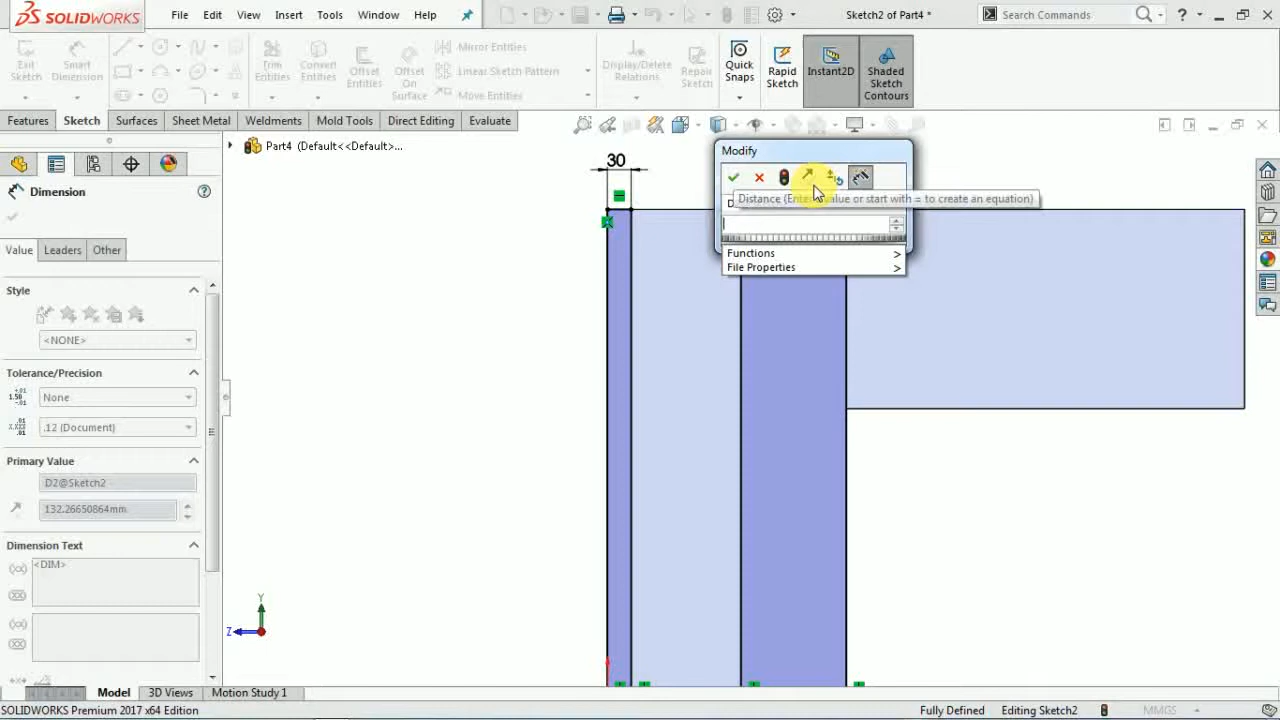 SOLIDWORKS File Edit View Insert Tools Window Help Sketch2 of Part4 * Search Commands ?
Exit Sketch
Smart Dimension
Trim Entities
Convert Entities
Offset Entities
Offset On Surface
Mirror Entities
Linear Sketch Pattern
Move Entities
Display/Delete Relations
Repair Sketch
Quick Snaps
Rapid Sketch
Instant2D
Shaded Sketch Contours
Features Sketch Surfaces Sheet Metal Weldments Mold Tools Direct Editing Evaluate
Part4 (Default<<Default>...
Dimension
Value Leaders Other
Style
<NONE>
Tolerance/Precision
None
.12 (Document)
Primary Value
D2@Sketch2
132.26650864mm
Dimension Text
<DIM>
30
Modify
Distance (Enter value or start with = to create an equation)
Functions >
File Properties >
Y
Z
Model 3D Views Motion Study 1
SOLIDWORKS Premium 2017 x64 Edition Fully Defined Editing Sketch2 MMGS